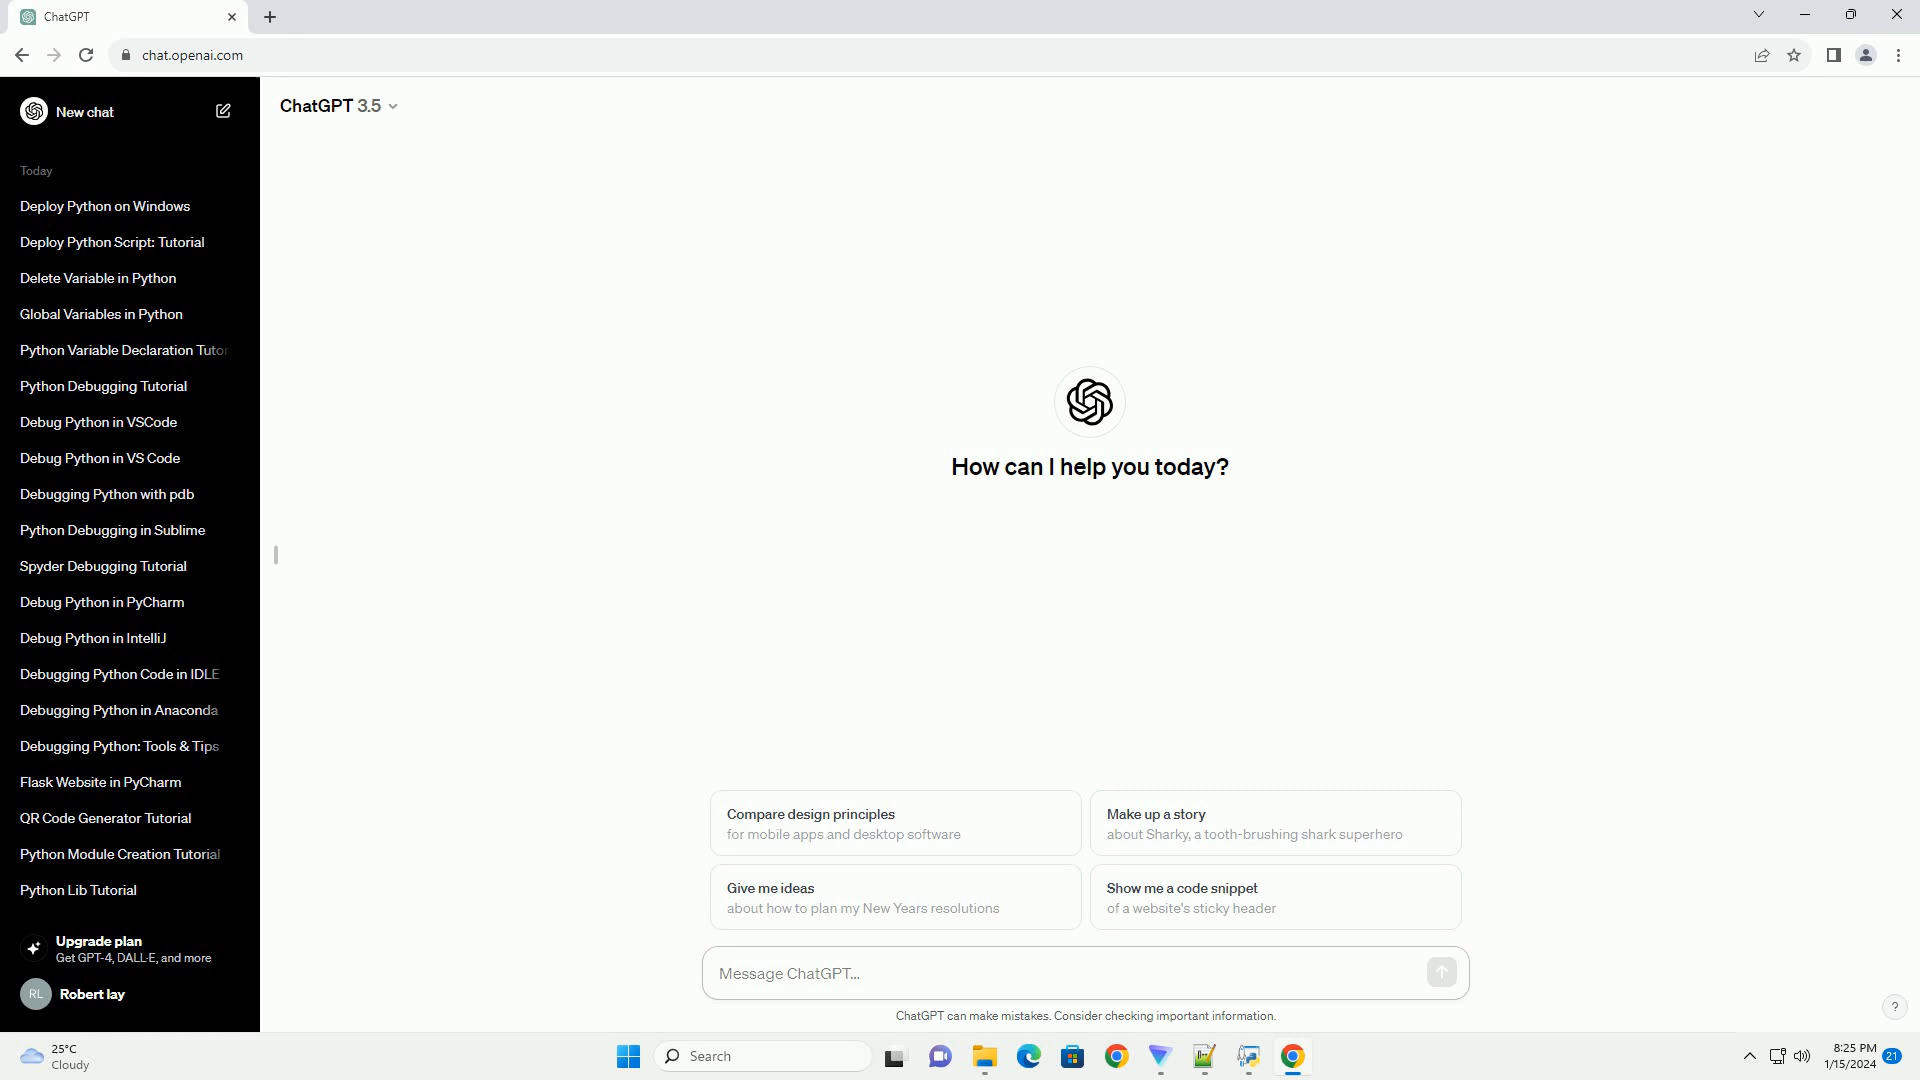 ChatGPT
chat.openai.com
New chat
ChatGPT 3.5
Today
Deploy Python on Windows
Deploy Python Script: Tutorial
Delete Variable in Python
Global Variables in Python
Python Variable Declaration Tutor
Python Debugging Tutorial
Debug Python in VSCode
Debug Python in VS Code
Debugging Python with pdb
Python Debugging in Sublime
Spyder Debugging Tutorial
Debug Python in PyCharm
Debug Python in IntelliJ
Debugging Python Code in IDLE
Debugging Python in Anaconda
Debugging Python: Tools & Tips
Flask Website in PyCharm
QR Code Generator Tutorial
Python Module Creation Tutorial
Python Lib Tutorial
Upgrade plan
Get GPT-4, DALL·E, and more
RL Robert lay
How can I help you today?
Compare design principles
for mobile apps and desktop software
Make up a story
about Sharky, a tooth-brushing shark superhero
Give me ideas
about how to plan my New Years resolutions
Show me a code snippet
of a website's sticky header
Message ChatGPT...
ChatGPT can make mistakes. Consider checking important information.
?
25°C
Cloudy
Search
8:25 PM
1/15/2024
21